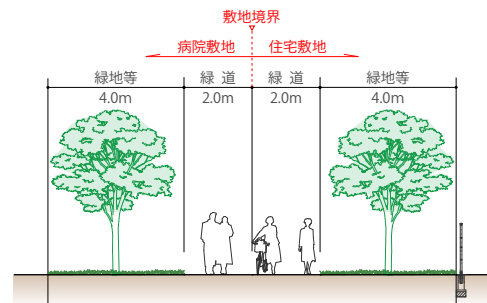 敷地境界
病院敷地 住宅敷地
緑地等 緑道 緑道 緑地等
4.0m 2.0m 2.0m 4.0m